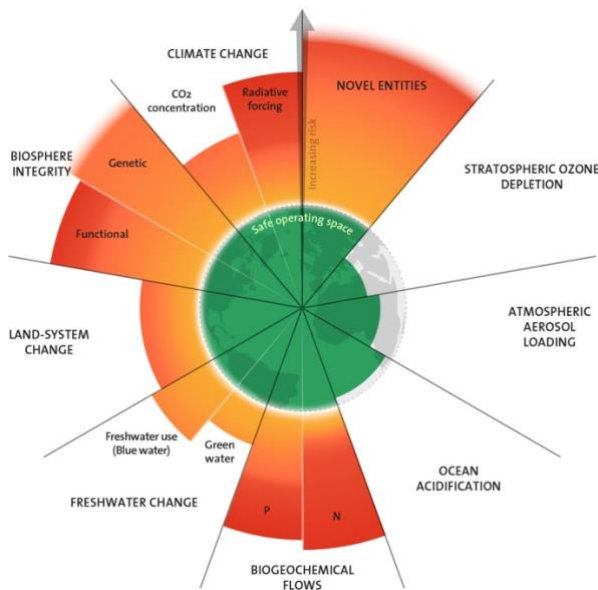 CLIMATE CHANGE
CO2
concentration
Radiative
forcing
NOVEL ENTITIES
Increasing risk
BIOSPHERE
INTEGRITY
Genetic
Functional
STRATOSPHERIC OZONE
DEPLETION
Safe operating space
LAND-SYSTEM
CHANGE
ATMOSPHERIC
AEROSOL
LOADING
Freshwater use
(Blue water)
Green
water
FRESHWATER CHANGE
OCEAN
ACIDIFICATION
P
N
BIOGEOCHEMICAL
FLOWS